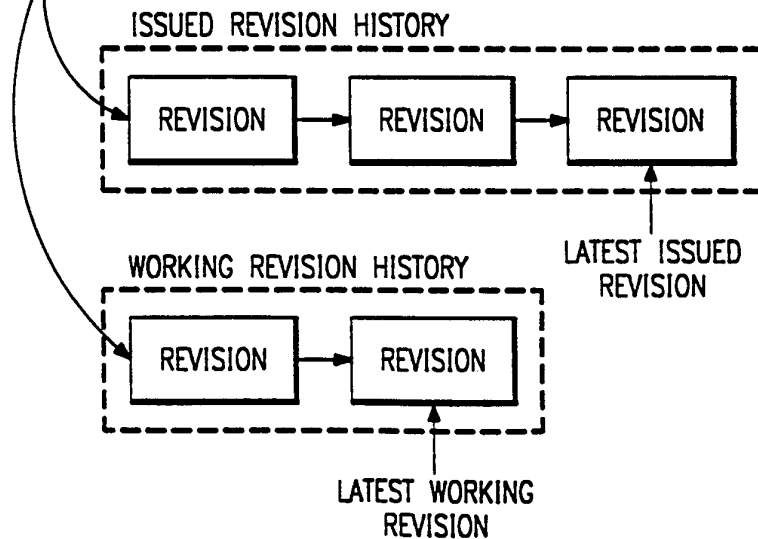 ISSUED REVISION HISTORY
REVISION
REVISION
REVISION
LATEST ISSUED
REVISION
WORKING REVISION HISTORY
REVISION
REVISION
LATEST WORKING
REVISION